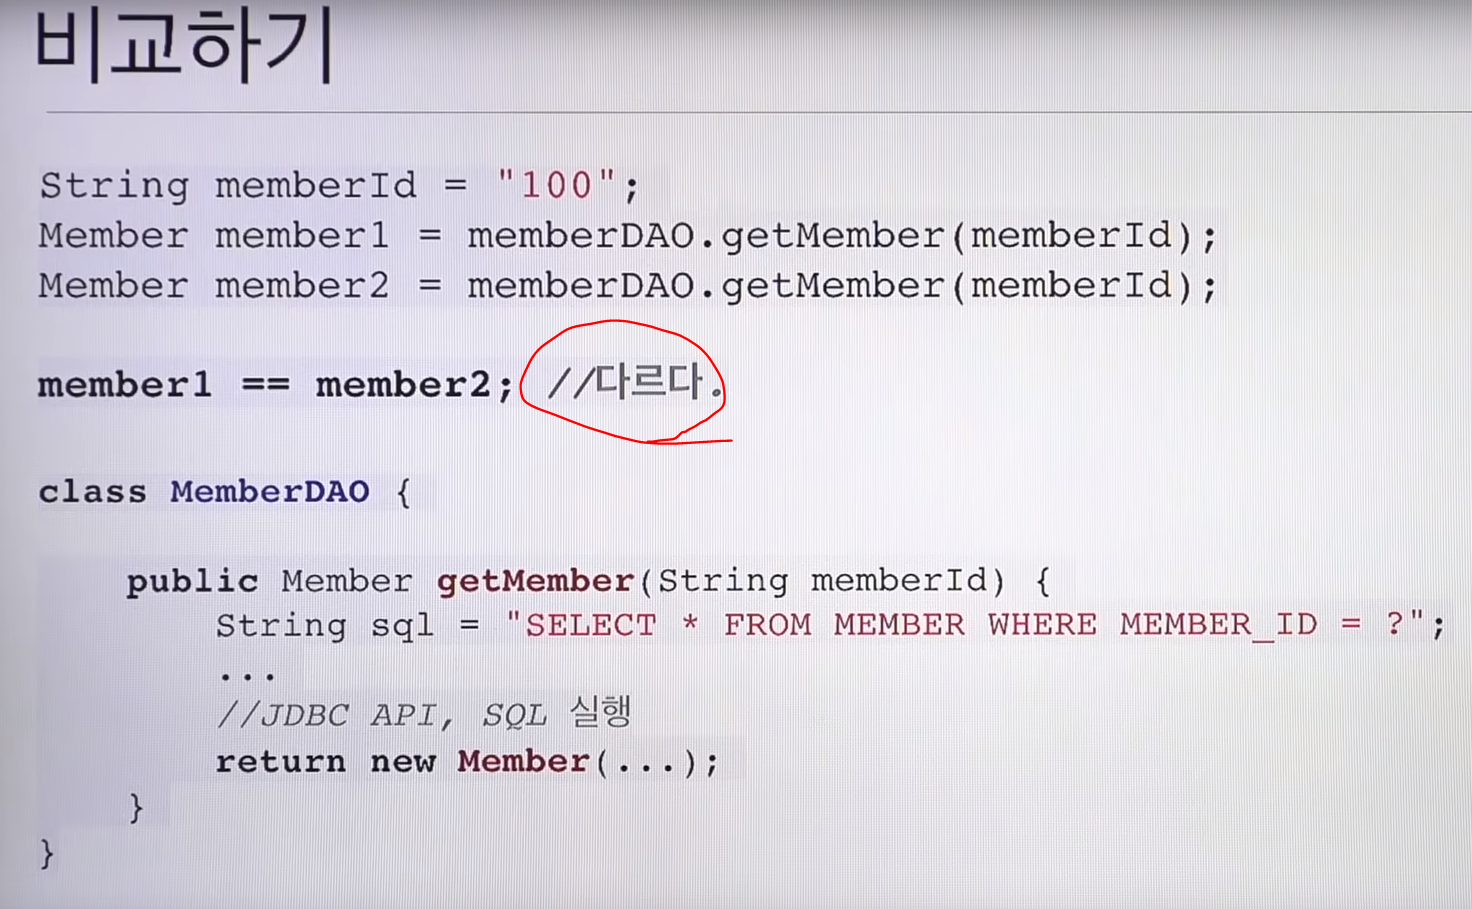 비교하기
String memberId = "100";
Member member1 = memberDAO.getMember(memberId);
Member member2 = memberDAO.getMember(memberId);
member1 == member2; //다르다.
class MemberDAO {
public Member getMember(String memberId) {
String sql = "SELECT * FROM MEMBER WHERE MEMBER_ID = ?";
...
//JDBC API, SQL 실행
return new Member(...);
}
}